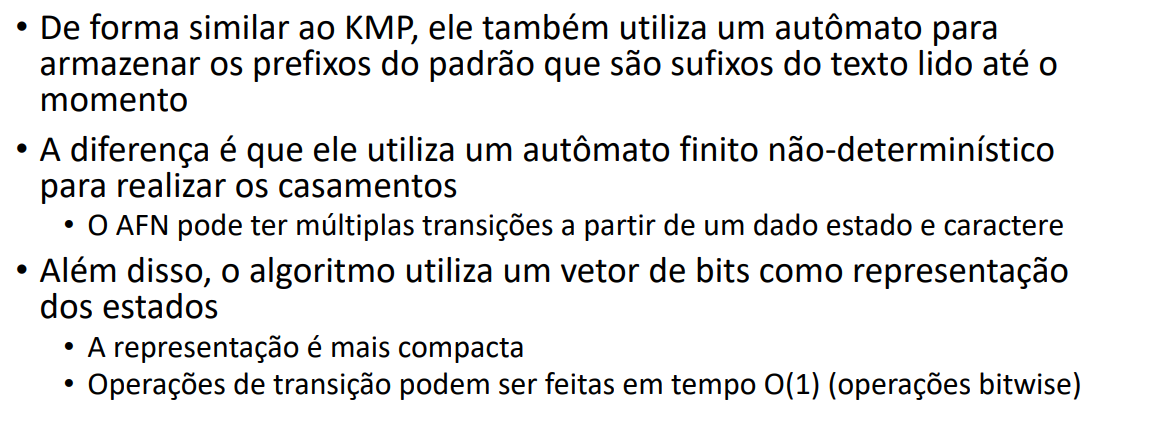 • De forma similar ao KMP, ele também utiliza um autômato para
armazenar os prefixos do padrão que são sufixos do texto lido até o
momento
• A diferença é que ele utiliza um autômato finito não-determinístico
para realizar os casamentos
• O AFN pode ter múltiplas transições a partir de um dado estado e caractere
• Além disso, o algoritmo utiliza um vetor de bits como representação
dos estados
• A representação é mais compacta
• Operações de transição podem ser feitas em tempo O(1) (operações bitwise)